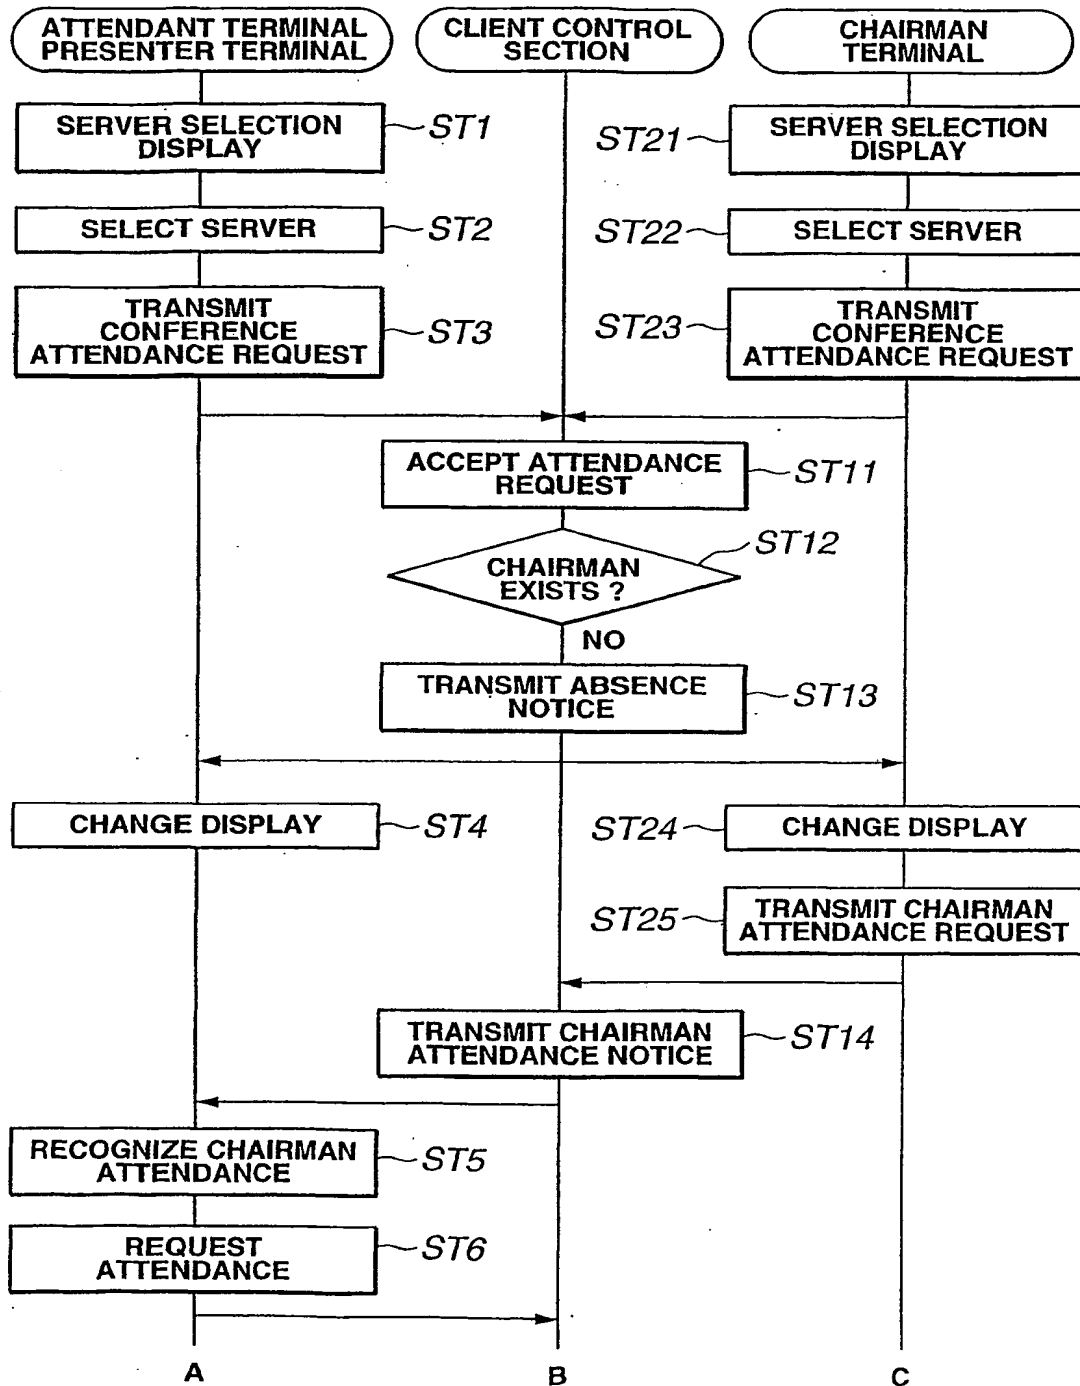 ATTENDANT TERMINAL
PRESENTER TERMINAL
CLIENT CONTROL
SECTION
CHAIRMAN
TERMINAL
SERVER SELECTION
DISPLAY
ST1
ST21
SERVER SELECTION
DISPLAY
SELECT SERVER
ST2
ST22
SELECT SERVER
TRANSMIT
CONFERENCE
ATTENDANCE REQUEST
ST3
ST23
TRANSMIT
CONFERENCE
ATTENDANCE REQUEST
ACCEPT ATTENDANCE
REQUEST
ST11
CHAIRMAN
EXISTS ?
ST12
NO
TRANSMIT ABSENCE
NOTICE
ST13
CHANGE DISPLAY
ST4
ST24
CHANGE DISPLAY
ST25
TRANSMIT CHAIRMAN
ATTENDANCE REQUEST
TRANSMIT CHAIRMAN
ATTENDANCE NOTICE
ST14
RECOGNIZE CHAIRMAN
ATTENDANCE
ST5
REQUEST
ATTENDANCE
ST6
A
B
C